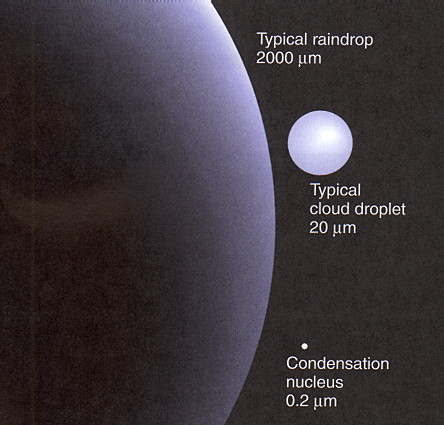 Typical raindrop
2000 μm
Typical
cloud droplet
20 μm
Condensation
nucleus
0.2 μm